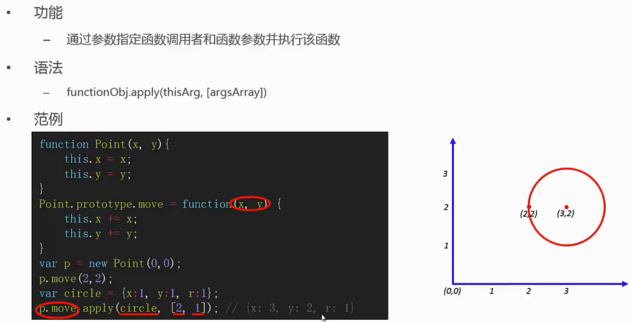 • 功能
– 通过参数指定函数调用者和函数参数并执行该函数
• 语法
– functionObj.apply(thisArg, [argsArray])
• 范例
function Point(x, y){
    this.x = x;
    this.y = y;
}
Point.prototype.move = function(x, y) {
    this.x += x;
    this.y += y;
}
var p = new Point(0,0);
p.move(2,2);
var circle = {x:1, y:1, r:1};
p.move.apply(circle, [2, 1]); // {x: 3, y: 2, r: 1}
3
2
(2,2)
(3,2)
1
(0,0)
1
2
3